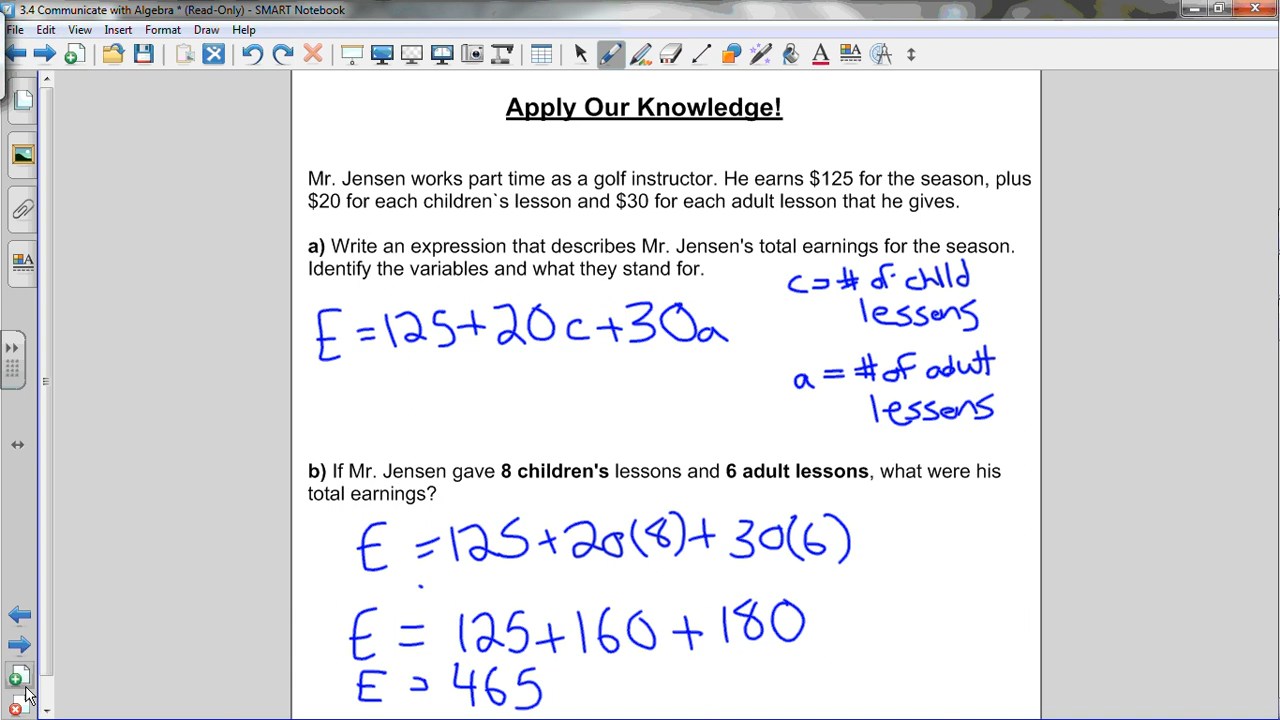 3.4 Communicate with Algebra * (Read-Only) - SMART Notebook
File Edit View Insert Format Draw Help
Apply Our Knowledge!
Mr. Jensen works part time as a golf instructor. He earns $125 for the season, plus
$20 for each children`s lesson and $30 for each adult lesson that he gives.
a) Write an expression that describes Mr. Jensen's total earnings for the season.
Identify the variables and what they stand for.
c = # of child
lessons
E = 125 + 20c + 30a
a = # of adult
lessons
b) If Mr. Jensen gave 8 children's lessons and 6 adult lessons, what were his
total earnings?
E = 125 + 20(8) + 30(6)
E = 125 + 160 + 180
E = 465